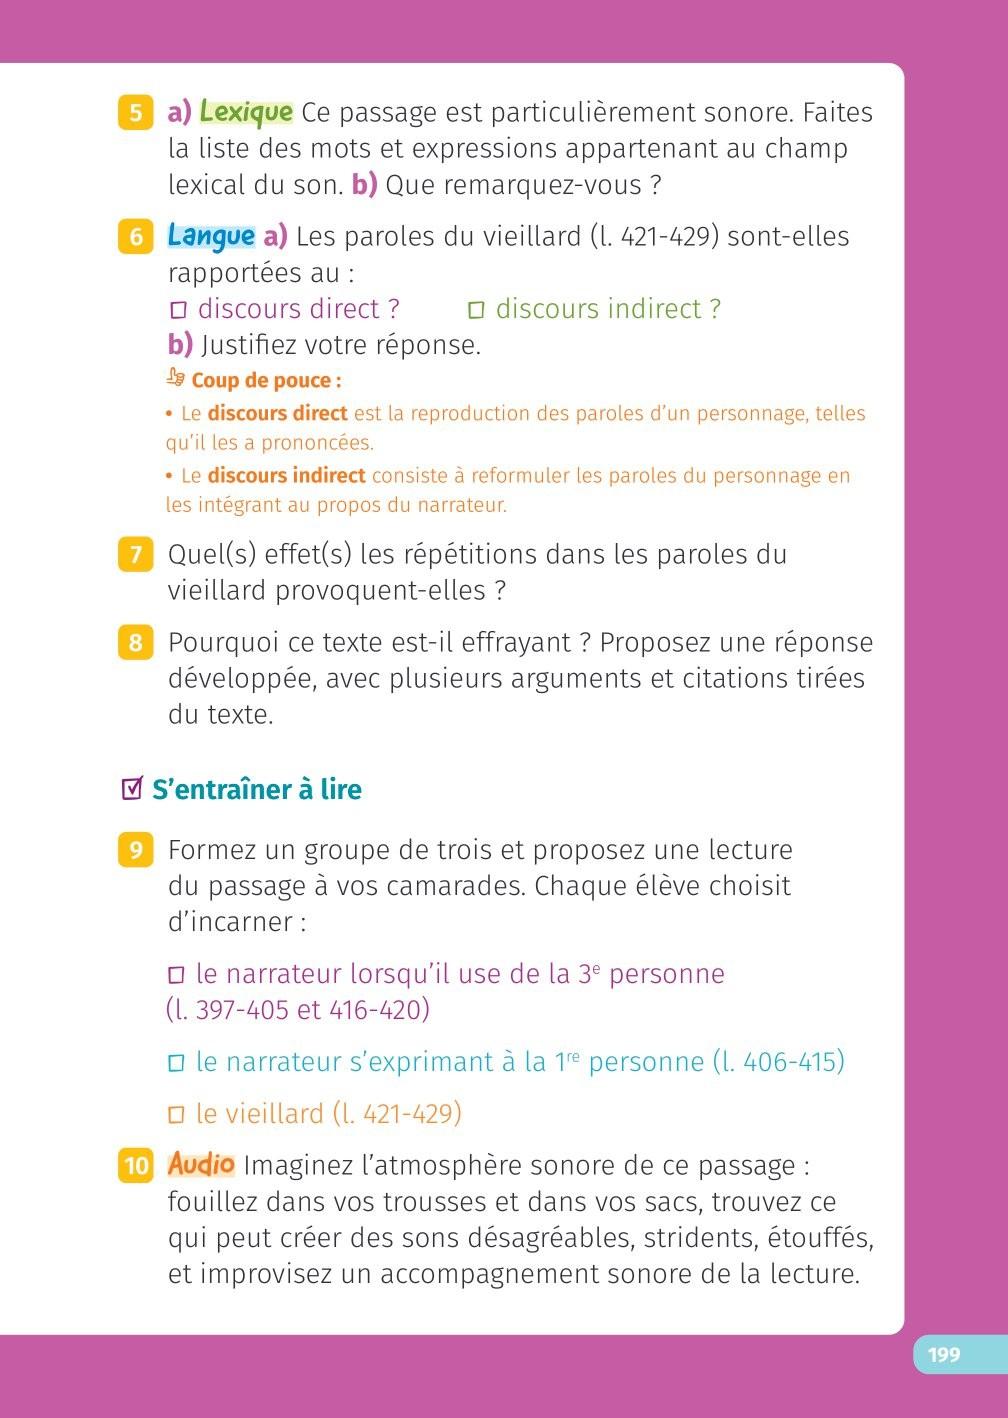 5 a) Lexique Ce passage est particulièrement sonore. Faites
la liste des mots et expressions appartenant au champ
lexical du son. b) Que remarquez-vous ?
6 Langue a) Les paroles du vieillard (l. 421-429) sont-elles
rapportées au :
☐ discours direct ? ☐ discours indirect ?
b) Justifiez votre réponse.
Coup de pouce :
• Le discours direct est la reproduction des paroles d’un personnage, telles
qu’il les a prononcées.
• Le discours indirect consiste à reformuler les paroles du personnage en
les intégrant au propos du narrateur.
7 Quel(s) effet(s) les répétitions dans les paroles du
vieillard provoquent-elles ?
8 Pourquoi ce texte est-il effrayant ? Proposez une réponse
développée, avec plusieurs arguments et citations tirées
du texte.
☑ S’entraîner à lire
9 Formez un groupe de trois et proposez une lecture
du passage à vos camarades. Chaque élève choisit
d’incarner :
☐ le narrateur lorsqu’il use de la 3e personne
(l. 397-405 et 416-420)
☐ le narrateur s’exprimant à la 1re personne (l. 406-415)
☐ le vieillard (l. 421-429)
10 Audio Imaginez l’atmosphère sonore de ce passage :
fouillez dans vos trousses et dans vos sacs, trouvez ce
qui peut créer des sons désagréables, stridents, étouffés,
et improvisez un accompagnement sonore de la lecture.
199